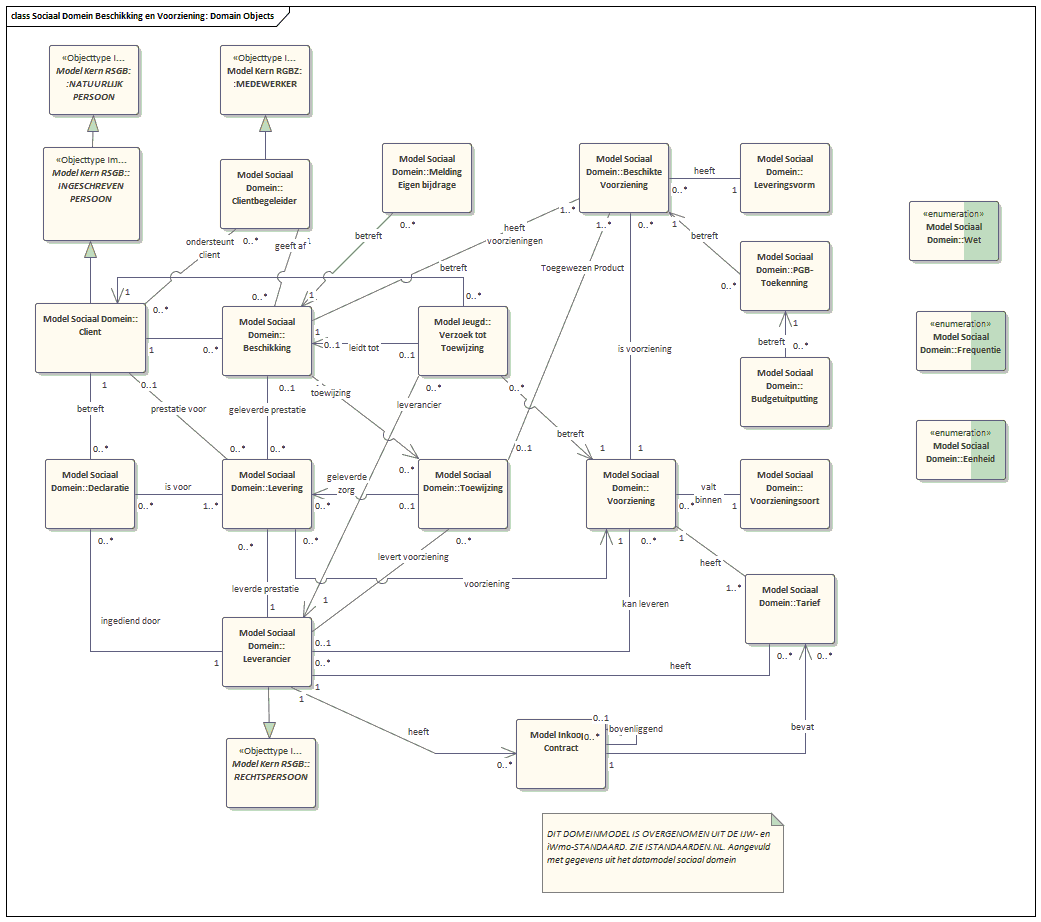 class Sociaal Domein Beschikking en Voorziening: Domain Objects
«Objecttype I...
Model Kern RSGB:
:NATUURLIJK
PERSOON
«Objecttype I...
Model Kern RGBZ:
:MEDEWERKER
«Objecttype Im...
Model Kern RSGB::
INGESCHREVEN
PERSOON
Model Sociaal
Domein::
Clientbegeleider
Model Sociaal
Domein::Melding
Eigen bijdrage
Model Sociaal
Domein::Beschikte
Voorziening
heeft
0..*
1
Model Sociaal
Domein::
Leveringsvorm
«enumeration»
Model Sociaal
Domein::Wet
ondersteunt
client
0..*
geeft af
1
betreft
0..*
heeft
voorzieningen
1..*
1..*
0..*
1
betreft
0..*
Model Sociaal
Domein::PGB-
Toekenning
betreft
Toegewezen Product
1
0..*
0..*
1
0..*
Model Sociaal Domein::
Client
1
0..*
Model Sociaal
Domein::
Beschikking
1
0..1
leidt tot
0..1
Model Jeugd::
Verzoek tot
Toewijzing
is voorziening
1
betreft
0..*
Model Sociaal
Domein::
Budgetuitputting
«enumeration»
Model Sociaal
Domein::Frequentie
«enumeration»
Model Sociaal
Domein::Eenheid
1
0..1
betreft
prestatie voor
0..1
geleverde prestatie
toewijzing
0..*
leverancier
0..*
betreft
0..*
0..*
0..*
0..*
0..1
1
1
Model Sociaal
Domein::Declaratie
is voor
0..*
1..*
Model Sociaal
Domein::Levering
geleverde
zorg
0..*
0..1
Model Sociaal
Domein::Toewijzing
Model Sociaal
Domein::
Voorziening
valt
binnen
0..*
1
Model Sociaal
Domein::
Voorzieningsoort
0..*
0..*
0..*
levert voorziening
0..*
1
0..*
1
heeft
1..*
leverde prestatie
1
1
voorziening
kan leveren
Model Sociaal
Domein::Tarief
ingediend door
1
Model Sociaal
Domein::
Leverancier
0..1
0..*
heeft
0..*
0..*
1
1
heeft
0..*
Model Inkoop
Contract
0..1
0..*
bovenliggend
1
bevat
«Objecttype I...
Model Kern RSGB::
RECHTSPERSOON
DIT DOMEINMODEL IS OVERGENOMEN UIT DE IJW- en
iWmo-STANDAARD. ZIE ISTANDAARDEN.NL. Aangevuld
met gegevens uit het datamodel sociaal domein